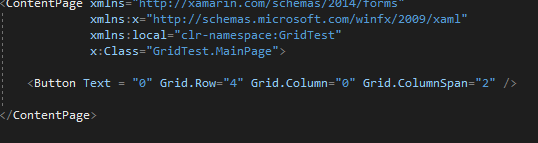 <ContentPage xmlns="http://xamarin.com/schemas/2014/forms"
xmlns:x="http://schemas.microsoft.com/winfx/2009/xaml"
xmlns:local="clr-namespace:GridTest"
x:Class="GridTest.MainPage">
<Button Text = "0" Grid.Row="4" Grid.Column="0" Grid.ColumnSpan="2" />
</ContentPage>